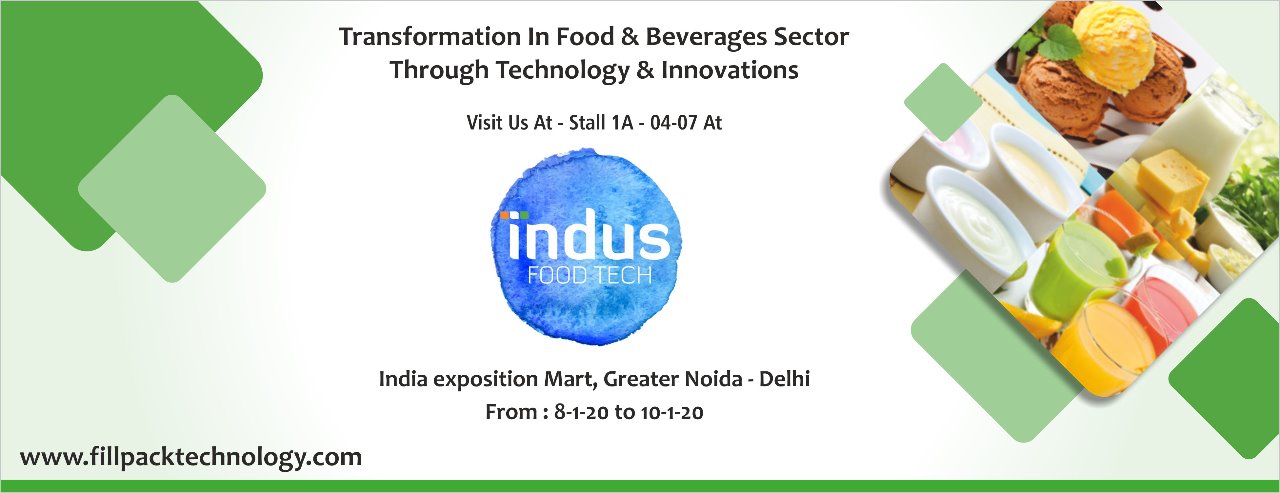 Transformation In Food & Beverages Sector
Through Technology & Innovations
Visit Us At - Stall 1A - 04-07 At
indus
FOOD TECH
India exposition Mart, Greater Noida - Delhi
From : 8-1-20 to 10-1-20
www.fillpacktechnology.com